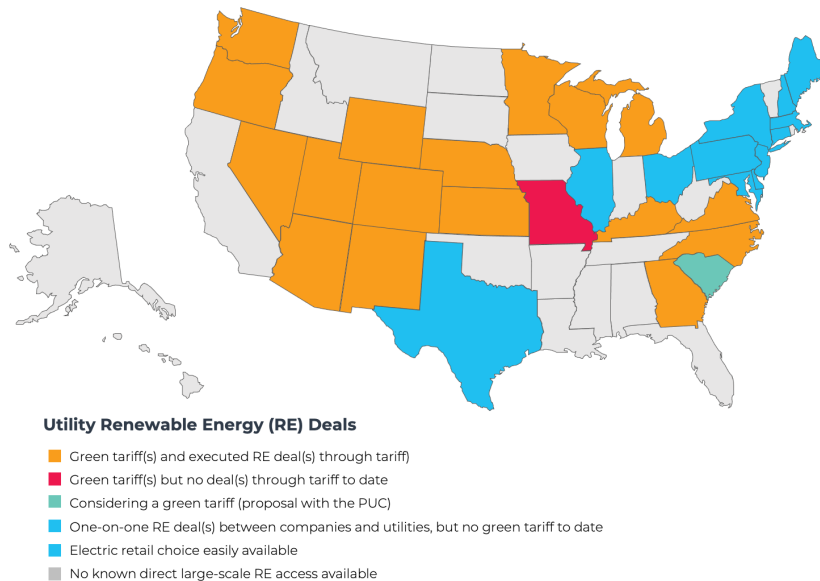 Utility Renewable Energy (RE) Deals
Green tariff(s) and executed RE deal(s) through tariff)
Green tariff(s) but no deal(s) through tariff to date
Considering a green tariff (proposal with the PUC)
One-on-one RE deal(s) between companies and utilities, but no green tariff to date
Electric retail choice easily available
No known direct large-scale RE access available